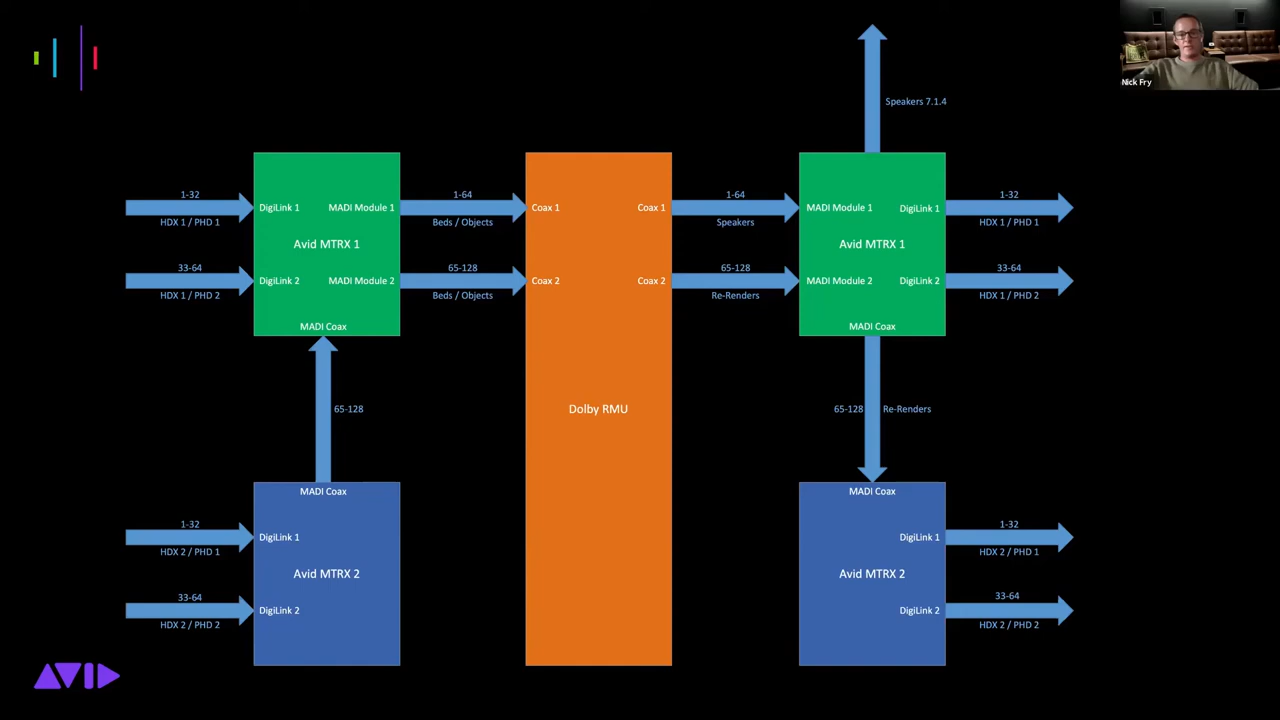 Nick Fry
Speakers 7.1.4
1-32
HDX 1 / PHD 1
33-64
HDX 1 / PHD 2
DigiLink 1
MADI Module 1
Avid MTRX 1
DigiLink 2
MADI Module 2
MADI Coax
1-64
Beds / Objects
65-128
Beds / Objects
Coax 1
Coax 1
Coax 2
Coax 2
Dolby RMU
1-64
Speakers
65-128
Re-Renders
MADI Module 1
DigiLink 1
Avid MTRX 1
MADI Module 2
DigiLink 2
MADI Coax
1-32
HDX 1 / PHD 1
33-64
HDX 1 / PHD 2
65-128
65-128
Re-Renders
1-32
HDX 2 / PHD 1
33-64
HDX 2 / PHD 2
MADI Coax
DigiLink 1
Avid MTRX 2
DigiLink 2
MADI Coax
DigiLink 1
Avid MTRX 2
DigiLink 2
1-32
HDX 2 / PHD 1
33-64
HDX 2 / PHD 2
AVID